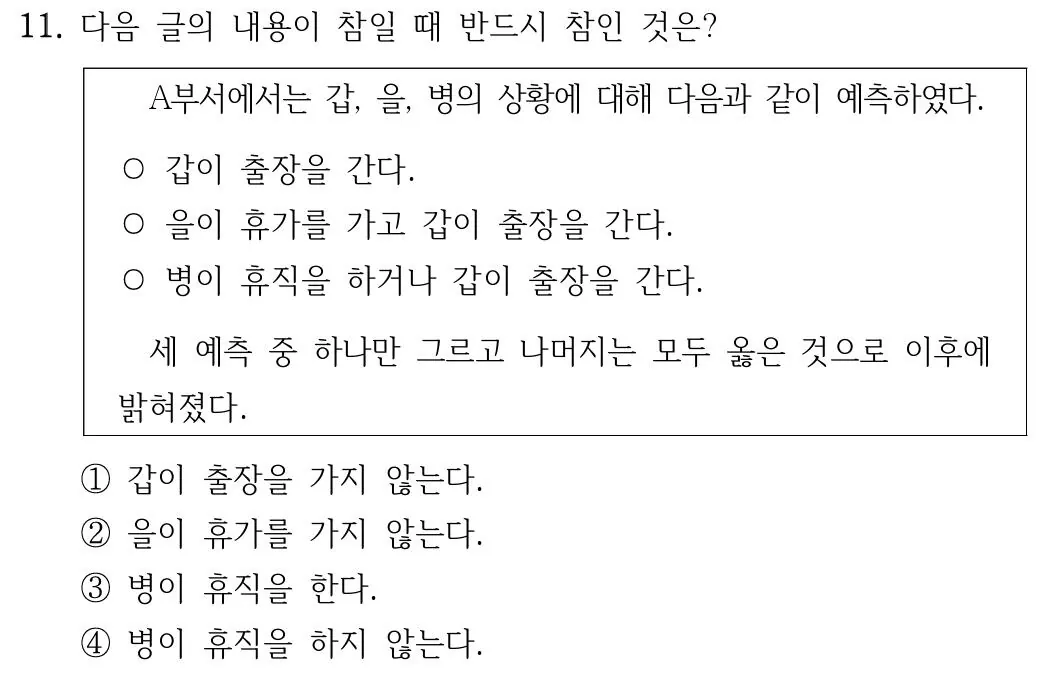 11. 다음 글의 내용이 참일 때 반드시 참인 것은?
A부서에서는 갑, 을, 병의 상황에 대해 다음과 같이 예측하였다.
○ 갑이 출장을 간다.
○ 을이 휴가를 가고 갑이 출장을 간다.
○ 병이 휴직을 하거나 갑이 출장을 간다.
세 예측 중 하나만 그르고 나머지는 모두 옳은 것으로 이후에
밝혀졌다.
① 갑이 출장을 가지 않는다.
② 을이 휴가를 가지 않는다.
③ 병이 휴직을 한다.
④ 병이 휴직을 하지 않는다.